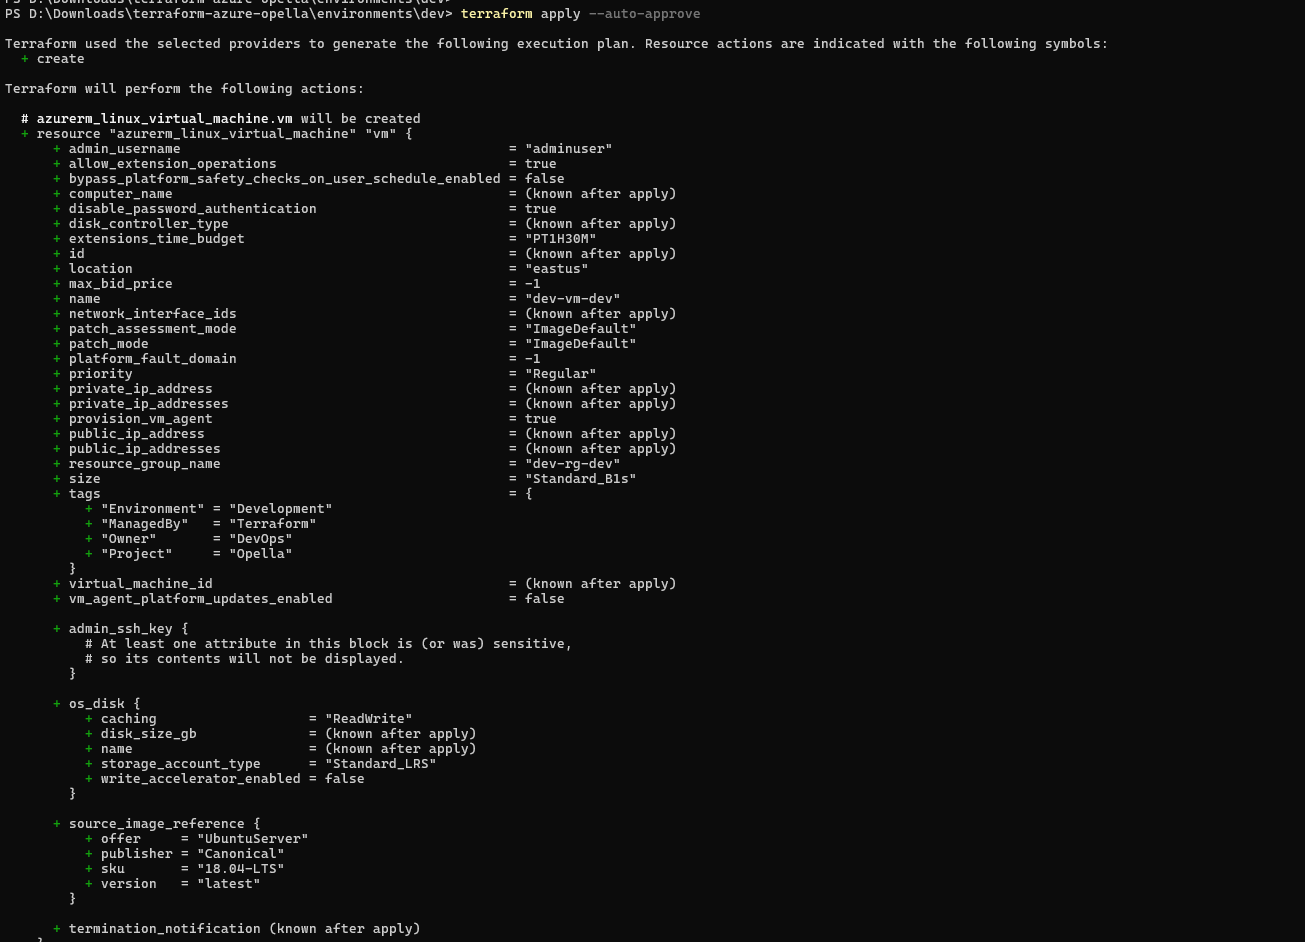 PS D:\Downloads\terraform-azure-opella\environments\dev>
PS D:\Downloads\terraform-azure-opella\environments\dev> terraform apply --auto-approve
Terraform used the selected providers to generate the following execution plan. Resource actions are indicated with the following symbols:
+ create
Terraform will perform the following actions:
# azurerm_linux_virtual_machine.vm will be created
+ resource "azurerm_linux_virtual_machine" "vm" {
+ admin_username = "adminuser"
+ allow_extension_operations = true
+ bypass_platform_safety_checks_on_user_schedule_enabled = false
+ computer_name = (known after apply)
+ disable_password_authentication = true
+ disk_controller_type = (known after apply)
+ extensions_time_budget = "PT1H30M"
+ id = (known after apply)
+ location = "eastus"
+ max_bid_price = -1
+ name = "dev-vm-dev"
+ network_interface_ids = (known after apply)
+ patch_assessment_mode = "ImageDefault"
+ patch_mode = "ImageDefault"
+ platform_fault_domain = -1
+ priority = "Regular"
+ private_ip_address = (known after apply)
+ private_ip_addresses = (known after apply)
+ provision_vm_agent = true
+ public_ip_address = (known after apply)
+ public_ip_addresses = (known after apply)
+ resource_group_name = "dev-rg-dev"
+ size = "Standard_B1s"
+ tags = {
+ "Environment" = "Development"
+ "ManagedBy" = "Terraform"
+ "Owner" = "DevOps"
+ "Project" = "Opella"
}
+ virtual_machine_id = (known after apply)
+ vm_agent_platform_updates_enabled = false
+ admin_ssh_key {
# At least one attribute in this block is (or was) sensitive,
# so its contents will not be displayed.
}
+ os_disk {
+ caching = "ReadWrite"
+ disk_size_gb = (known after apply)
+ name = (known after apply)
+ storage_account_type = "Standard_LRS"
+ write_accelerator_enabled = false
}
+ source_image_reference {
+ offer = "UbuntuServer"
+ publisher = "Canonical"
+ sku = "18.04-LTS"
+ version = "latest"
}
+ termination_notification (known after apply)
}